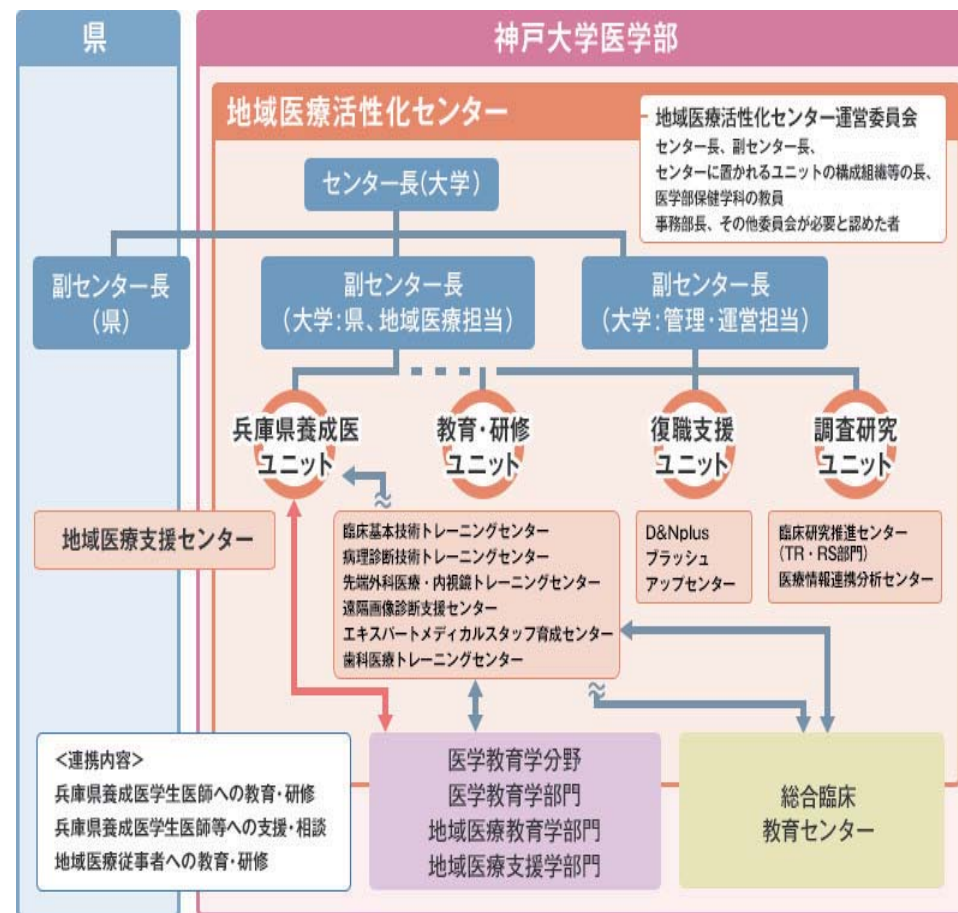 県
神戸大学医学部
地域医療活性化センター
地域医療活性化センター運営委員会
センター長、副センター長、
センターに置かれるユニットの構成組織等の長、
医学部保健学科の教員
事務部長、その他委員会が必要と認めた者
センター長(大学)
副センター長
(県)
副センター長
(大学:県、地域医療担当)
副センター長
(大学:管理・運営担当)
兵庫県養成医
ユニット
教育・研修
ユニット
復職支援
ユニット
調査研究
ユニット
地域医療支援センター
臨床基本技術トレーニングセンター
病理診断技術トレーニングセンター
先端外科医療・内視鏡トレーニングセンター
遠隔画像診断支援センター
エキスパートメディカルスタッフ育成センター
歯科医療トレーニングセンター
D&Nplus
ブラッシュ
アップセンター
臨床研究推進センター
(TR・RS部門)
医療情報連携分析センター
<連携内容>
兵庫県養成医学生医師への教育・研修
兵庫県養成医学生医師等への支援・相談
地域医療従事者への教育・研修
医学教育学分野
医学教育学部門
地域医療教育学部門
地域医療支援学部門
総合臨床
教育センター